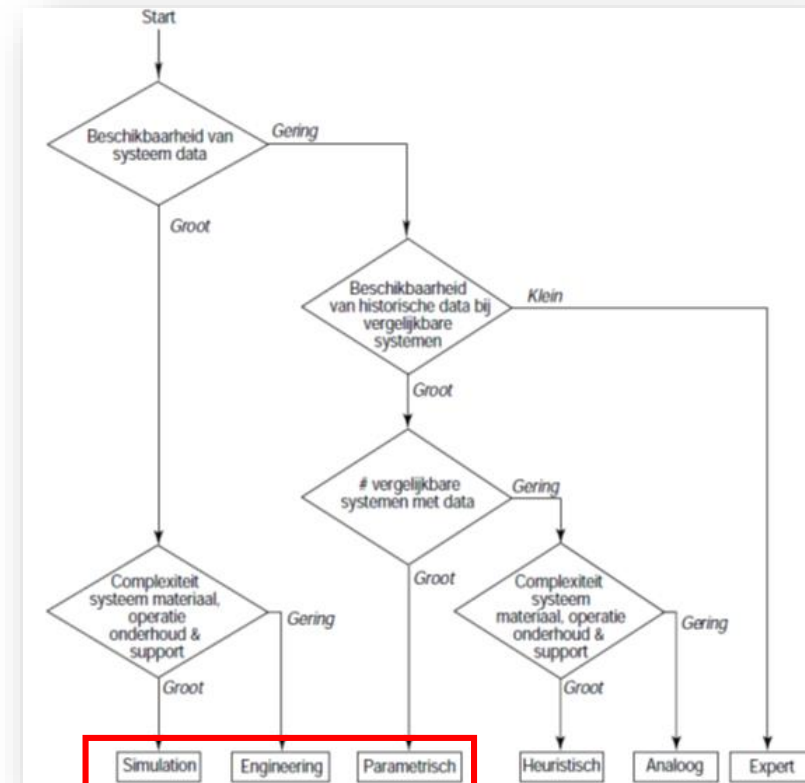 Start
Beschikbaarheid van
systeem data
Gering
Groot
Beschikbaarheid
van historische data bij
vergelijkbare
systemen
Klein
Groot
# vergelijkbare
systemen met data
Gering
Groot
Complexiteit
systeem materiaal,
operatie
onderhoud &
support
Gering
Groot
Complexiteit
systeem
materiaal, operatie
onderhoud &
support
Gering
Groot
Simulation
Engineering
Parametrisch
Heuristisch
Analoog
Expert